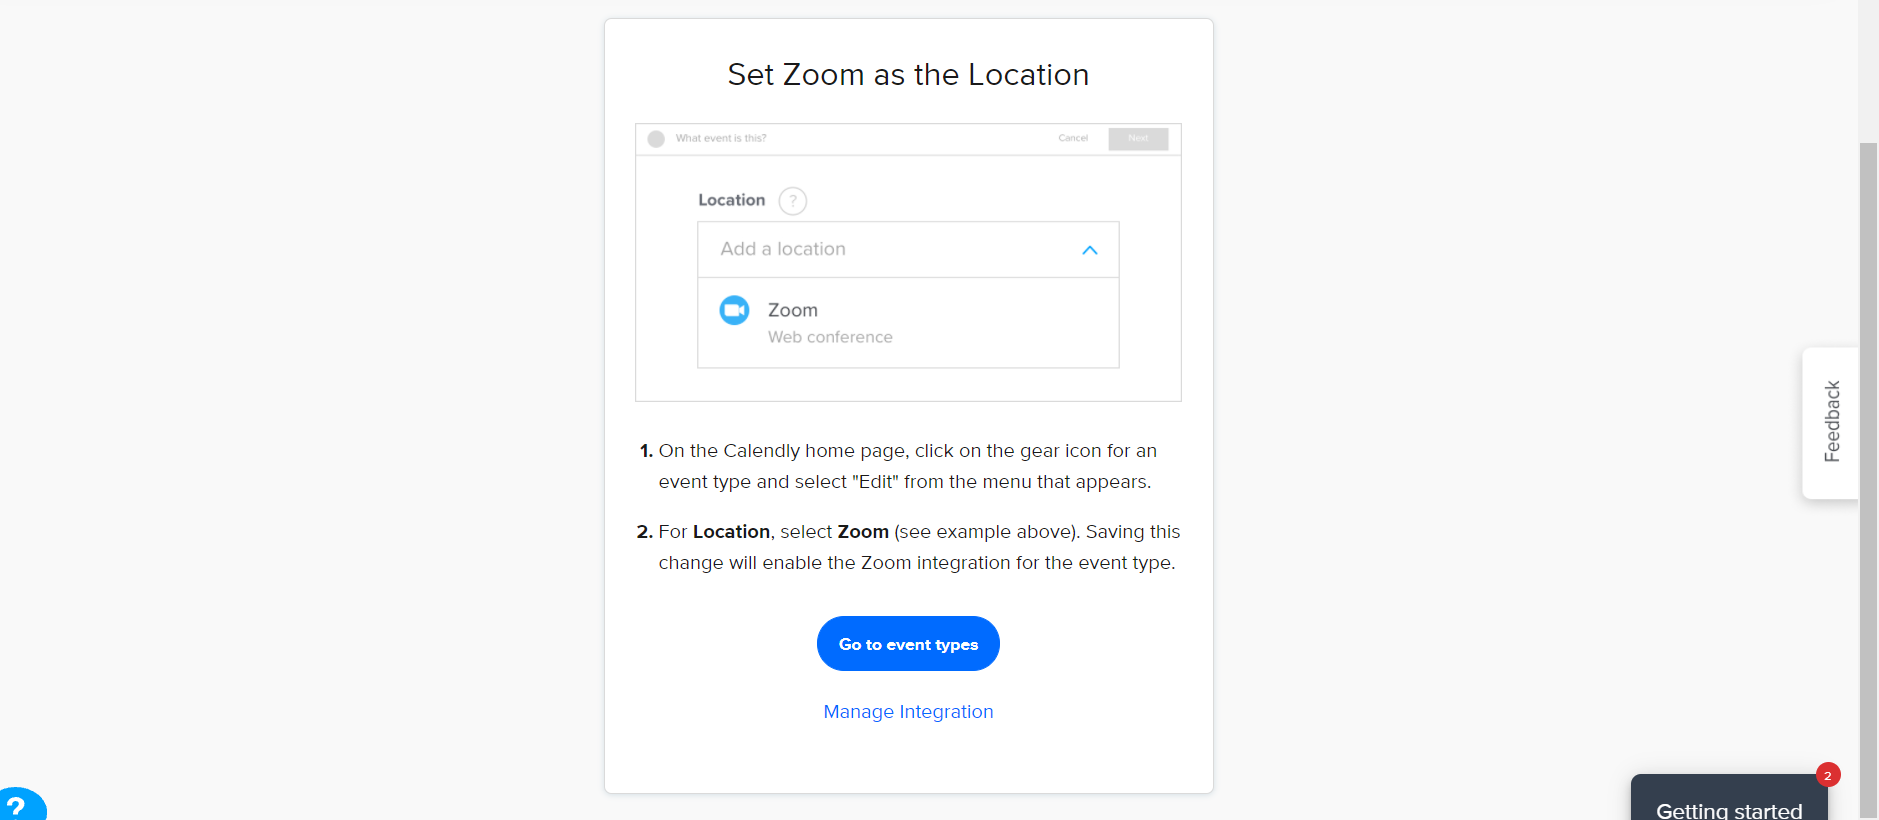 Set Zoom as the Location
What event is this?
Cancel
Next
Location ?
Add a location
Zoom
Web conference
1. On the Calendly home page, click on the gear icon for an
event type and select "Edit" from the menu that appears.
2. For Location, select Zoom (see example above). Saving this
change will enable the Zoom integration for the event type.
Go to event types
Manage Integration
Feedback
?
2
Getting started